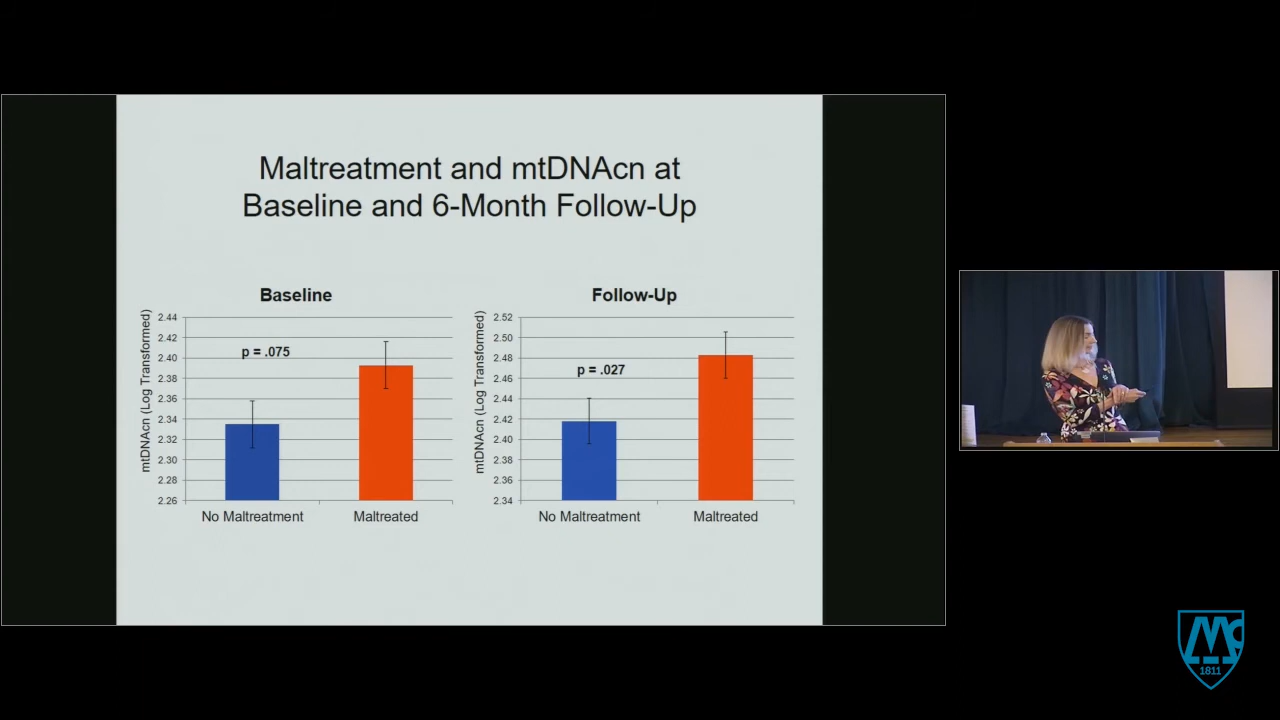 Maltreatment and mtDNAcn at
Baseline and 6-Month Follow-Up
Baseline
mtDNAcn (Log Transformed)
2.44
2.42
2.40
2.38
2.36
2.34
2.32
2.30
2.28
2.26
p = .075
No Maltreatment
Maltreated
Follow-Up
mtDNAcn (Log Transformed)
2.52
2.50
2.48
2.46
2.44
2.42
2.40
2.38
2.36
2.34
p = .027
No Maltreatment
Maltreated
Mc
1811